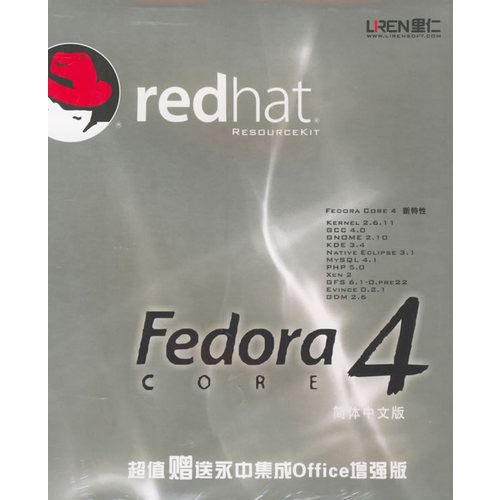 LIREN里仁
WWW.LIRENSOFT.COM
redhat®
RESOURCEKIT
FEDORA CORE 4 新特性
KERNEL 2.6.11
GCC 4.0
GNOME 2.10
KDE 3.4
NATIVE ECLIPSE 3.1
MYSQL 4.1
PHP 5.0
XEN 2
GFS 6.1-0.PRE22
EVINCE 0.2.1
GDM 2.6
Fedora 4
CORE
简体中文版
超值赠送永中集成Office增强版